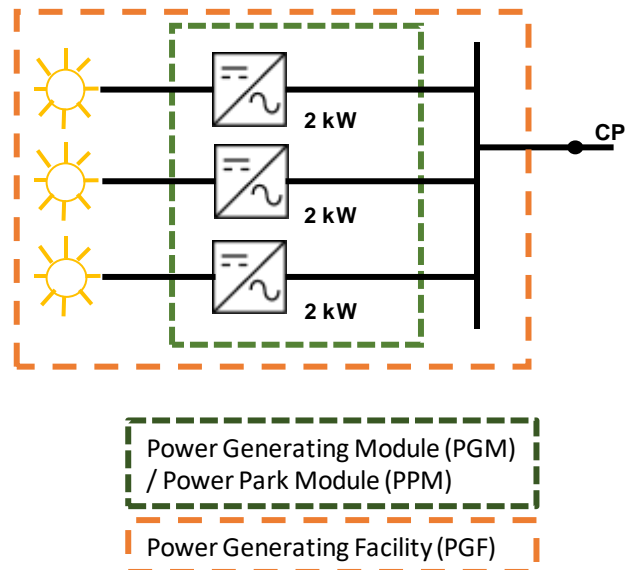 CP
2 kW
2 kW
2 kW
Power Generating Module (PGM)
/ Power Park Module (PPM)
Power Generating Facility (PGF)